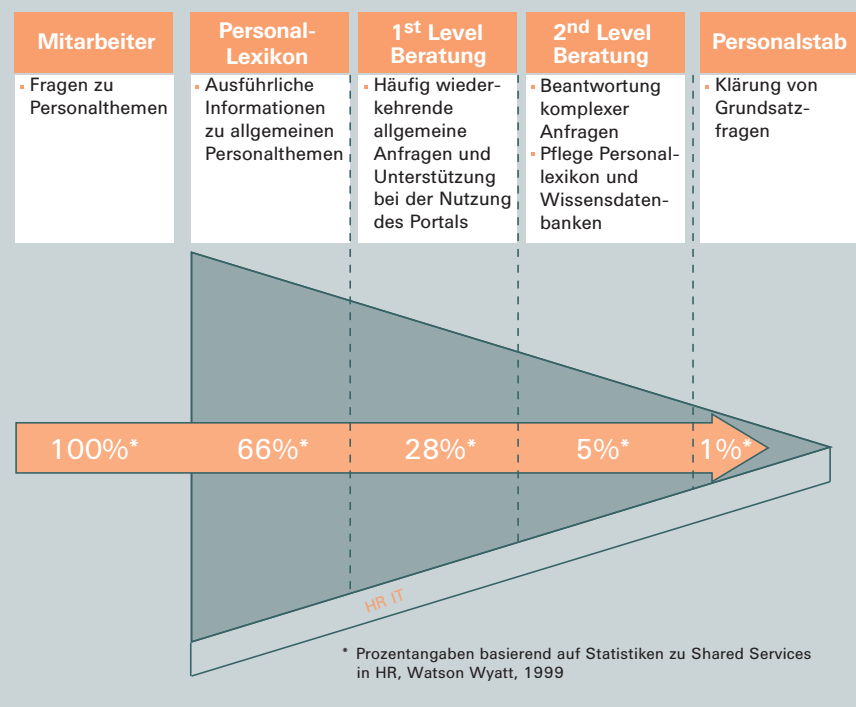 Mitarbeiter
Fragen zu
Personalthemen
Personal-
Lexikon
Ausführliche
Informationen
zu allgemeinen
Personalthemen
1st Level
Beratung
Häufig wieder-
kehrende
allgemeine
Anfragen und
Unterstützung
bei der Nutzung
des Portals
2nd Level
Beratung
Beantwortung
komplexer
Anfragen
Pflege Personal-
lexikon und
Wissensdaten-
banken
Personalstab
Klärung von
Grundsatz-
fragen
100%* 66%* 28%* 5%* 1%*
HR IT
* Prozentangaben basierend auf Statistiken zu Shared Services
in HR, Watson Wyatt, 1999